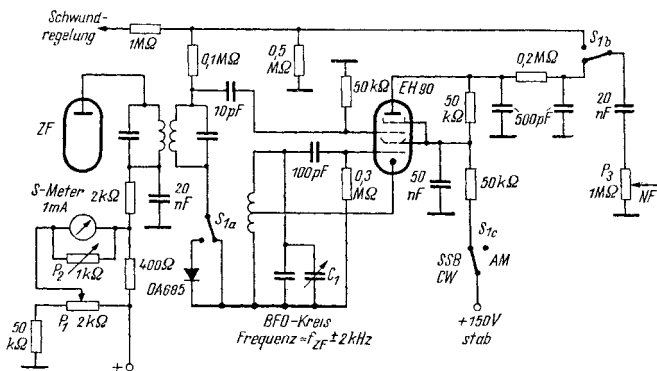 Schwund-
regelung
1MΩ
0,1MΩ
0,5
MΩ
S1b
0,2MΩ
EH90
50
kΩ
50
kΩ
500pF
20
nF
10pF
ZF
100pF
0,3
MΩ
50
nF
50kΩ
P3
1MΩ
NF
S-Meter
1mA
2kΩ
20
nF
S1a
P2
1kΩ
400Ω
OA685
C1
S1c
SSB
CW
AM
P1
2kΩ
50
kΩ
+
BFO-Kreis
Frequenz=fZF±2kHz
+150V
stab